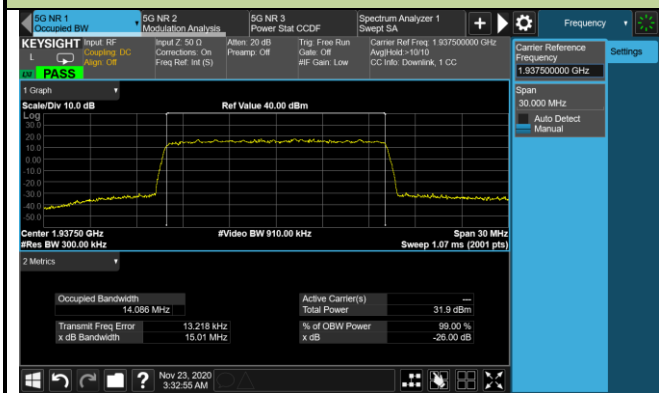 5G NR 1
Occupied BW
5G NR 2
Modulation Analysis
5G NR 3
Power Stat CCDF
Spectrum Analyzer 1
Swept SA
Frequency
KEYSIGHT
L
Input: RF
Coupling: DC
Align: Off
Input Z: 50 Ω
Corrections: On
Freq Ref: Int (S)
Atten: 20 dB
Preamp: Off
Trig: Free Run
Gate: Off
#IF Gain: Low
Carrier Ref Freq: 1.937500000 GHz
Avg|Hold:>10/10
CC Info: Downlink, 1 CC
PASS
Carrier Reference
Frequency
1.937500000 GHz
Settings
Span
30.000 MHz
Auto Detect
Manual
1 Graph
Scale/Div 10.0 dB
Ref Value 40.00 dBm
Log
30.0
20.0
10.0
0.00
-10.0
-20.0
-30.0
-40.0
-50.0
Center 1.93750 GHz
#Video BW 910.00 kHz
Span 30 MHz
#Res BW 300.00 kHz
Sweep 1.07 ms (2001 pts)
2 Metrics
Occupied Bandwidth
14.086 MHz
Active Carrier(s)
---
Total Power
31.9 dBm
Transmit Freq Error
13.218 kHz
% of OBW Power
99.00 %
x dB Bandwidth
15.01 MHz
x dB
-26.00 dB
?
Nov 23, 2020
3:32:55 AM